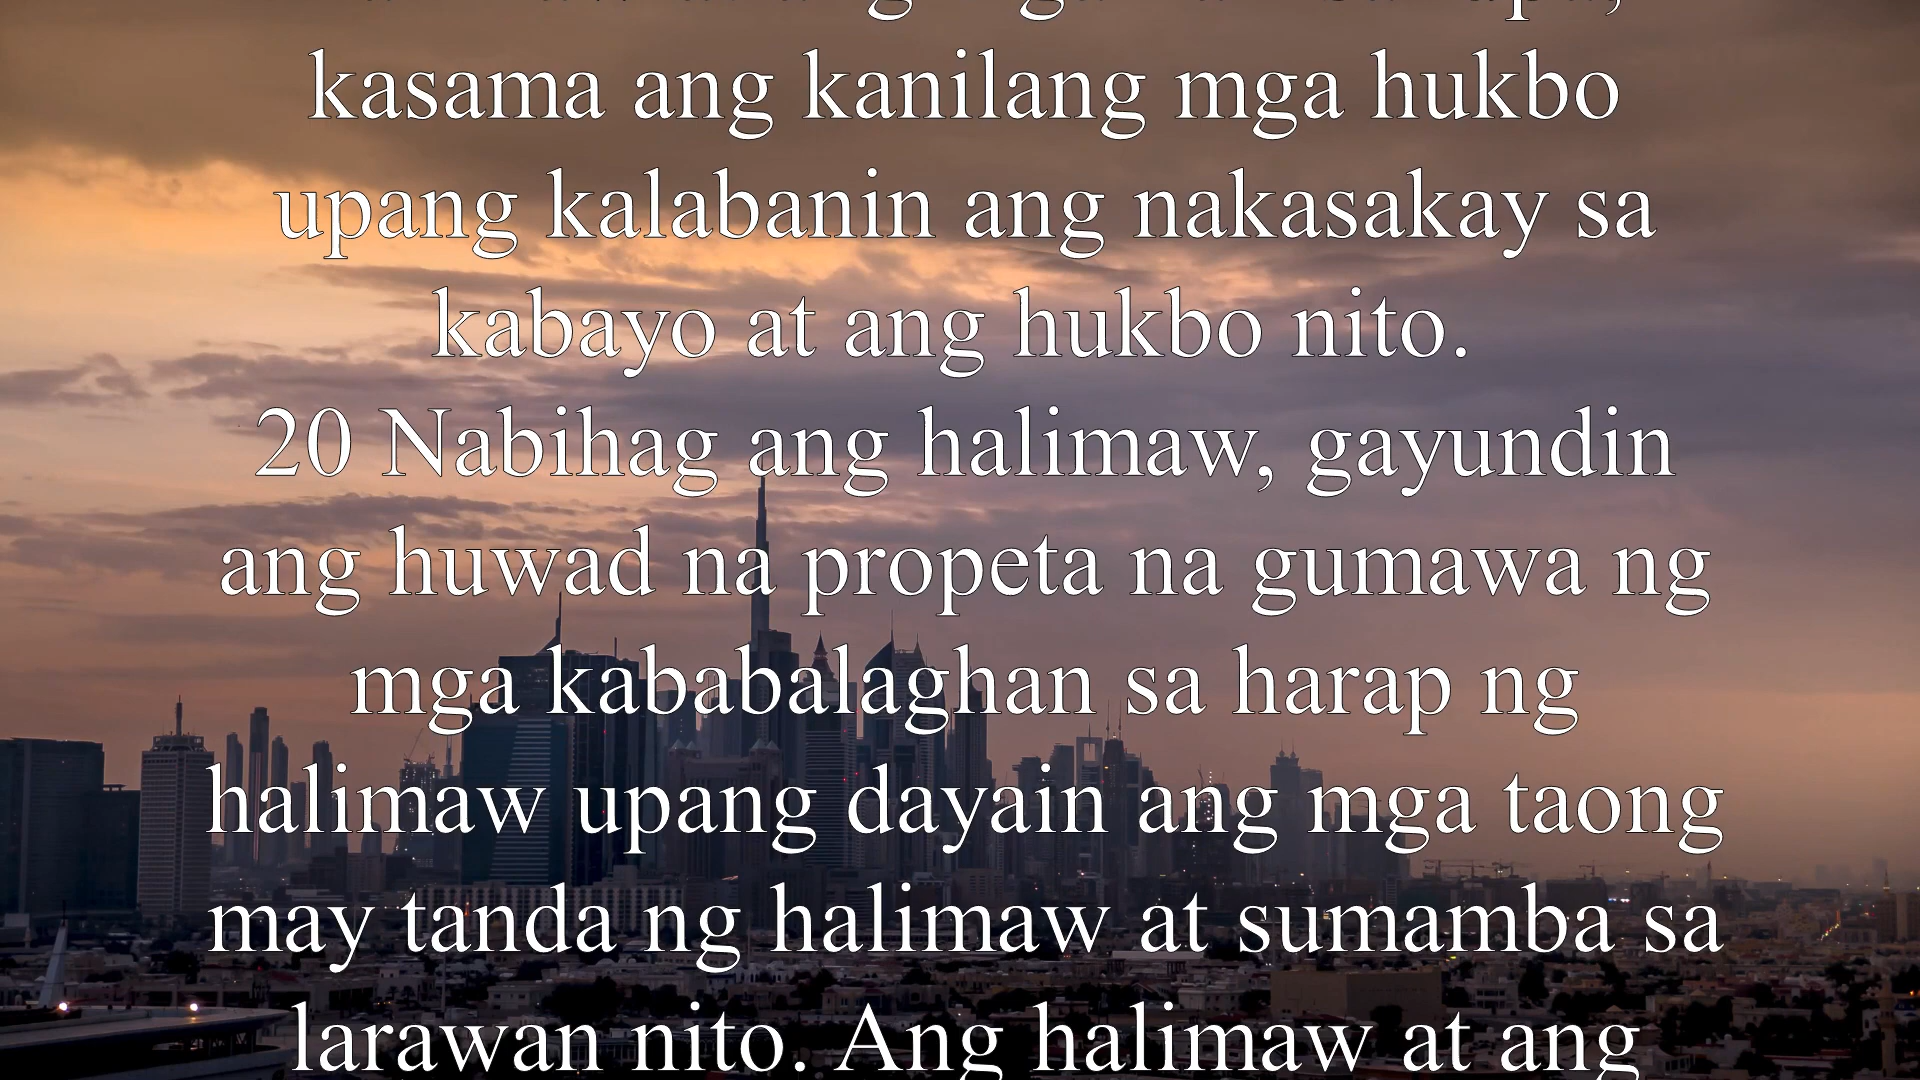 kasama ang kanilang mga hukbo
upang kalabanin ang nakasakay sa
kabayo at ang hukbo nito.
20 Nabihag ang halimaw, gayundin
ang huwad na propeta na gumawa ng
mga kababalaghan sa harap ng
halimaw upang dayain ang mga taong
may tanda ng halimaw at sumamba sa
larawan nito. Ang halimaw at ang